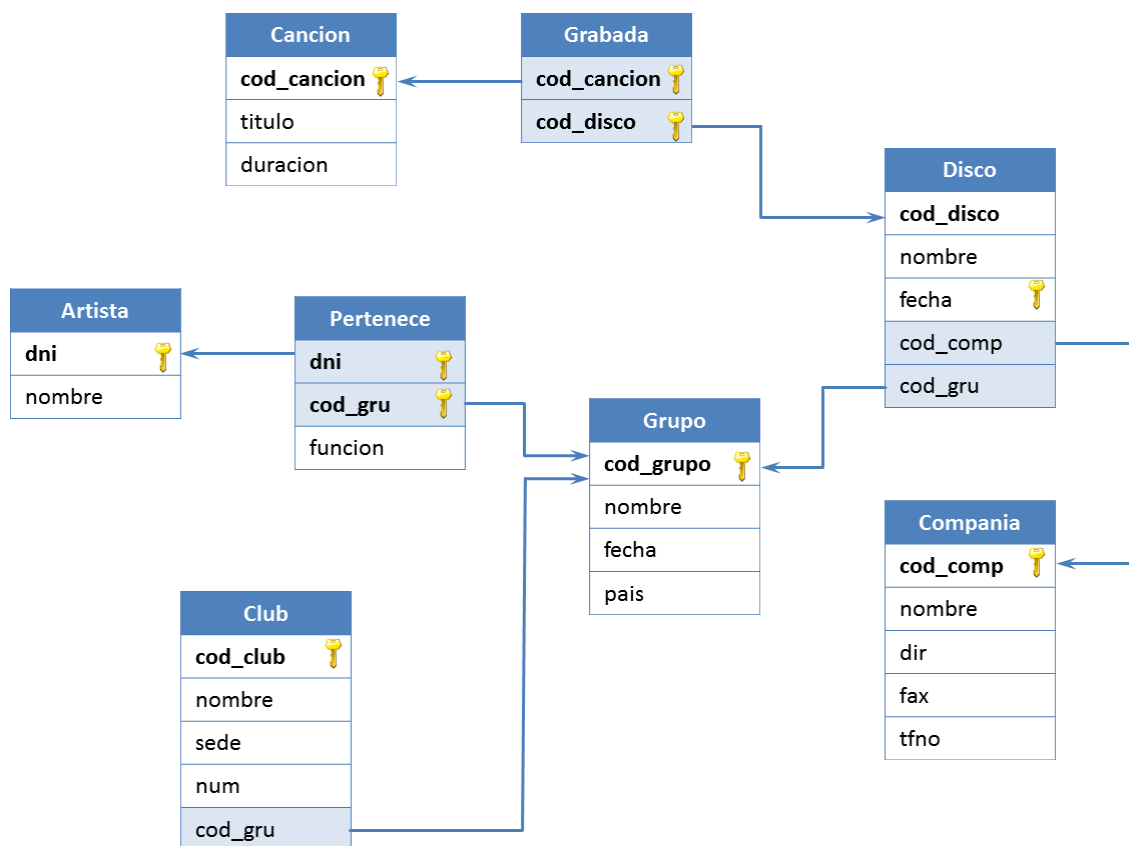 Cancion
cod_cancion
titulo
duracion
Grabada
cod_cancion
cod_disco
Disco
cod_disco
nombre
fecha
cod_comp
cod_gru
Artista
dni
nombre
Pertenece
dni
cod_gru
funcion
Grupo
cod_grupo
nombre
fecha
pais
Compania
cod_comp
nombre
dir
fax
tfno
Club
cod_club
nombre
sede
num
cod_gru